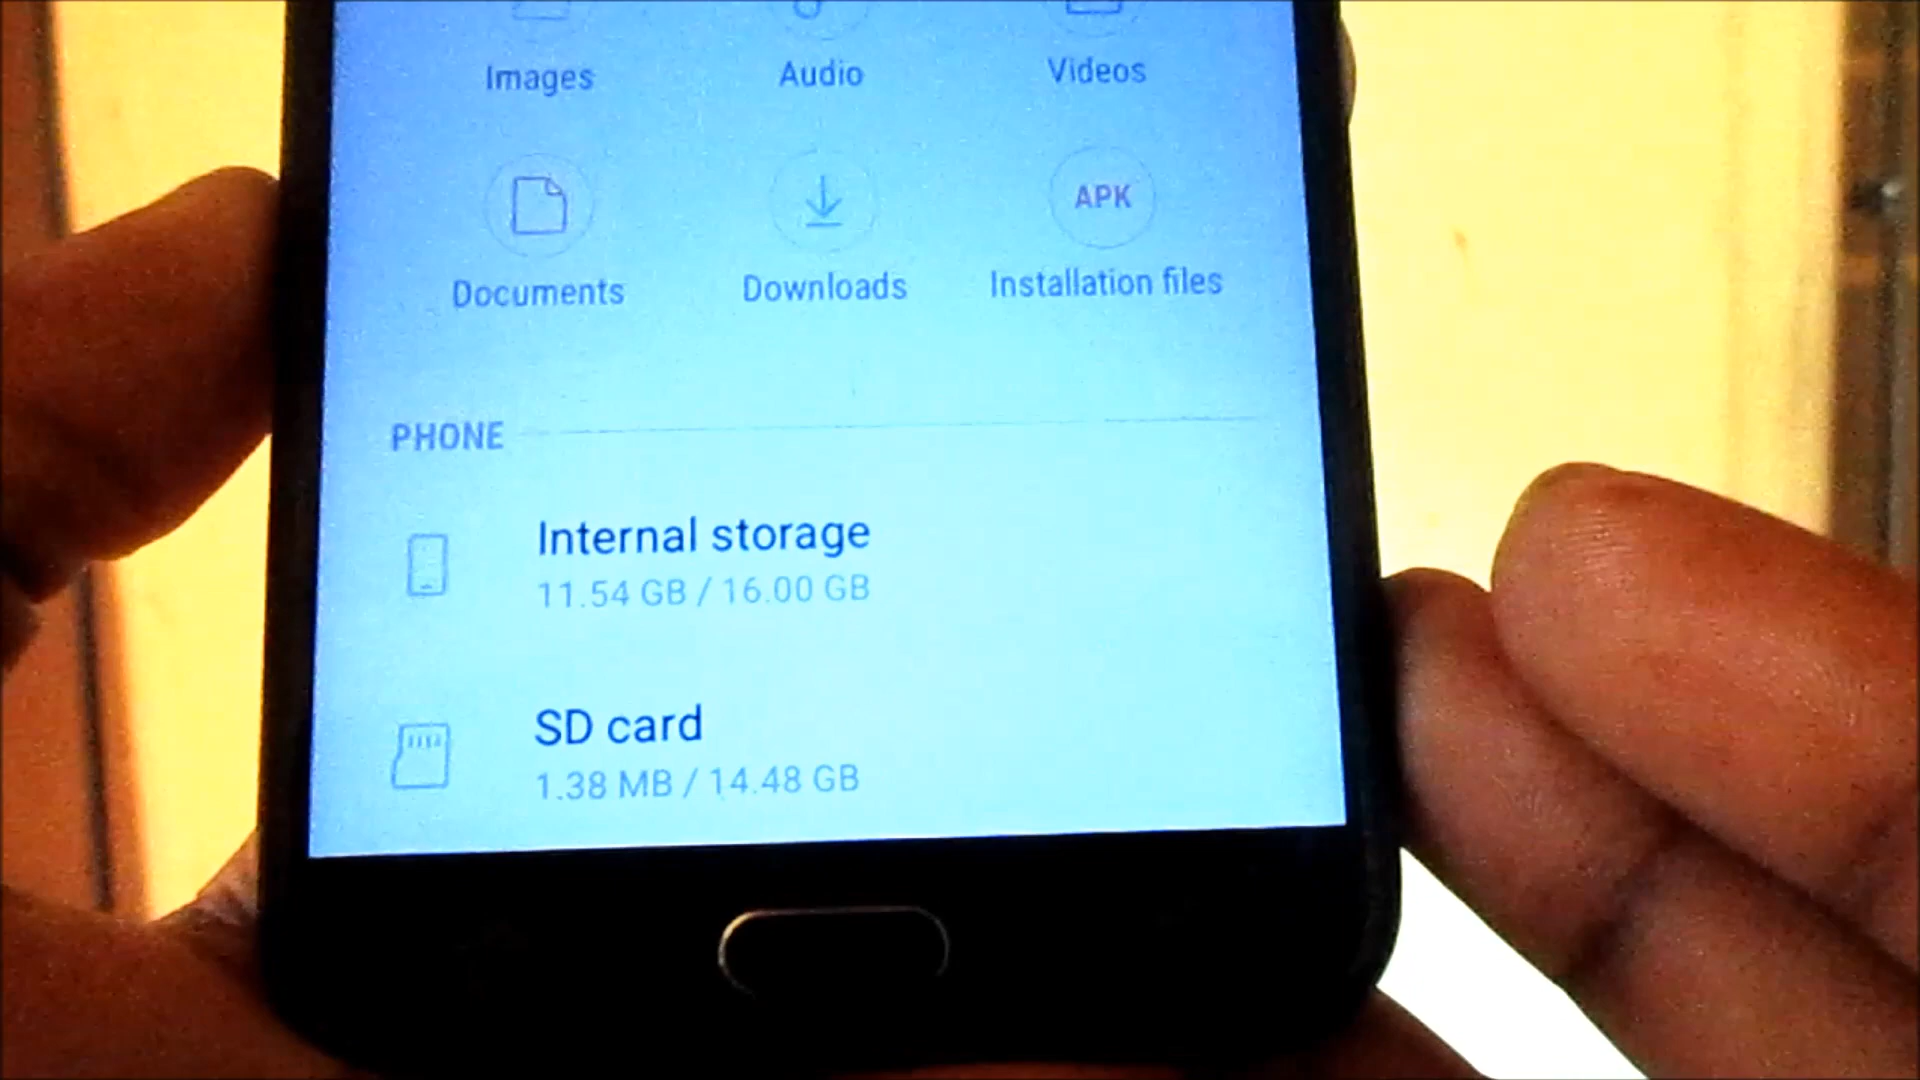 Images Audio Videos
APK
Documents Downloads Installation files
PHONE
Internal storage
11.54 GB / 16.00 GB
SD card
1.38 MB / 14.48 GB